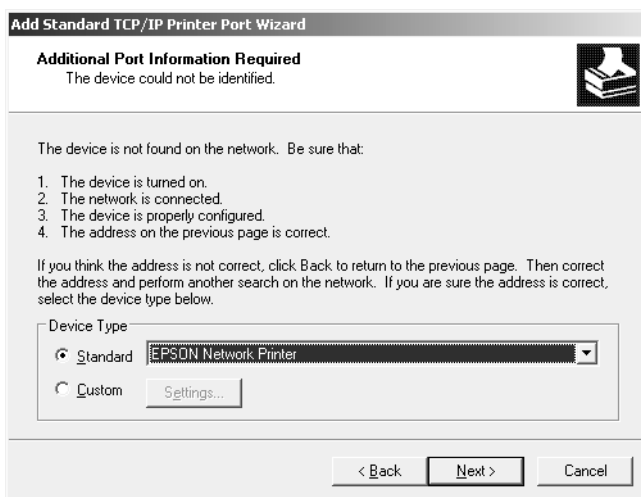 Add Standard TCP/IP Printer Port Wizard
Additional Port Information Required
The device could not be identified.
The device is not found on the network.  Be sure that:
1.  The device is turned on.
2.  The network is connected.
3.  The device is properly configured.
4.  The address on the previous page is correct.
If you think the address is not correct, click Back to return to the previous page.  Then correct
the address and perform another search on the network.  If you are sure the address is correct,
select the device type below.
Device Type
Standard EPSON Network Printer
Custom Settings...
< Back Next > Cancel